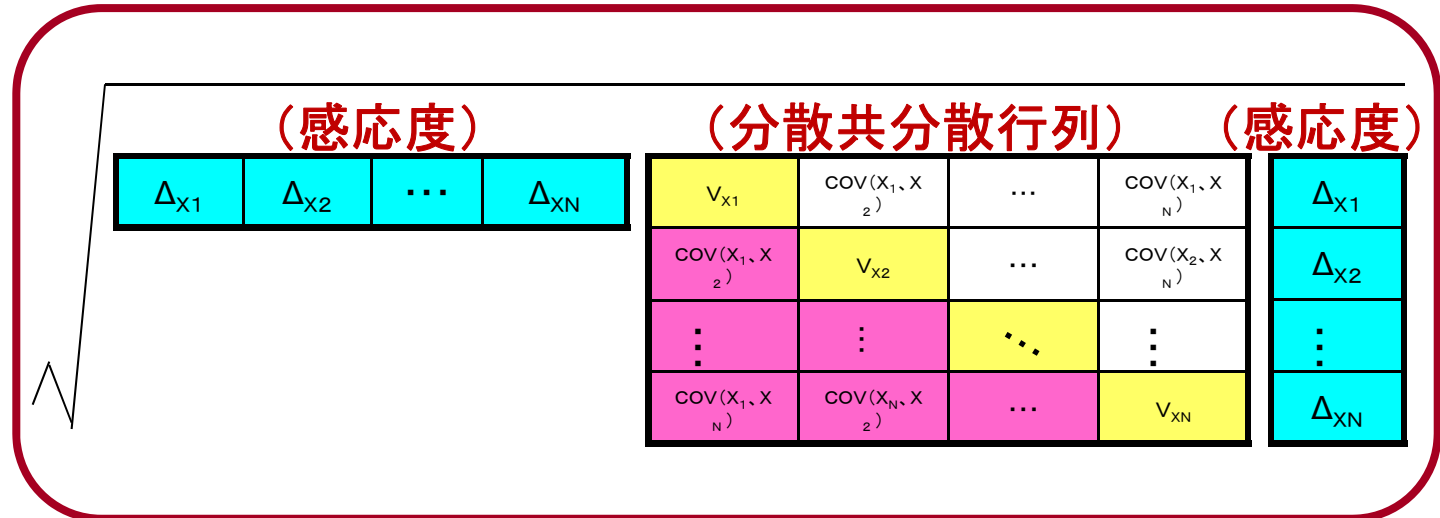 (感応度) (分散共分散行列) (感応度)
ΔX1 ΔX2 ・・・ ΔXN VX1 COV(X1、X2) … COV(X1、XN) ΔX1
COV(X1、X2) VX2 … COV(X2、XN) ΔX2
⋮ ⋮ ⋱ ⋮ ⋮
COV(X1、XN) COV(XN、X2) … VXN ΔXN